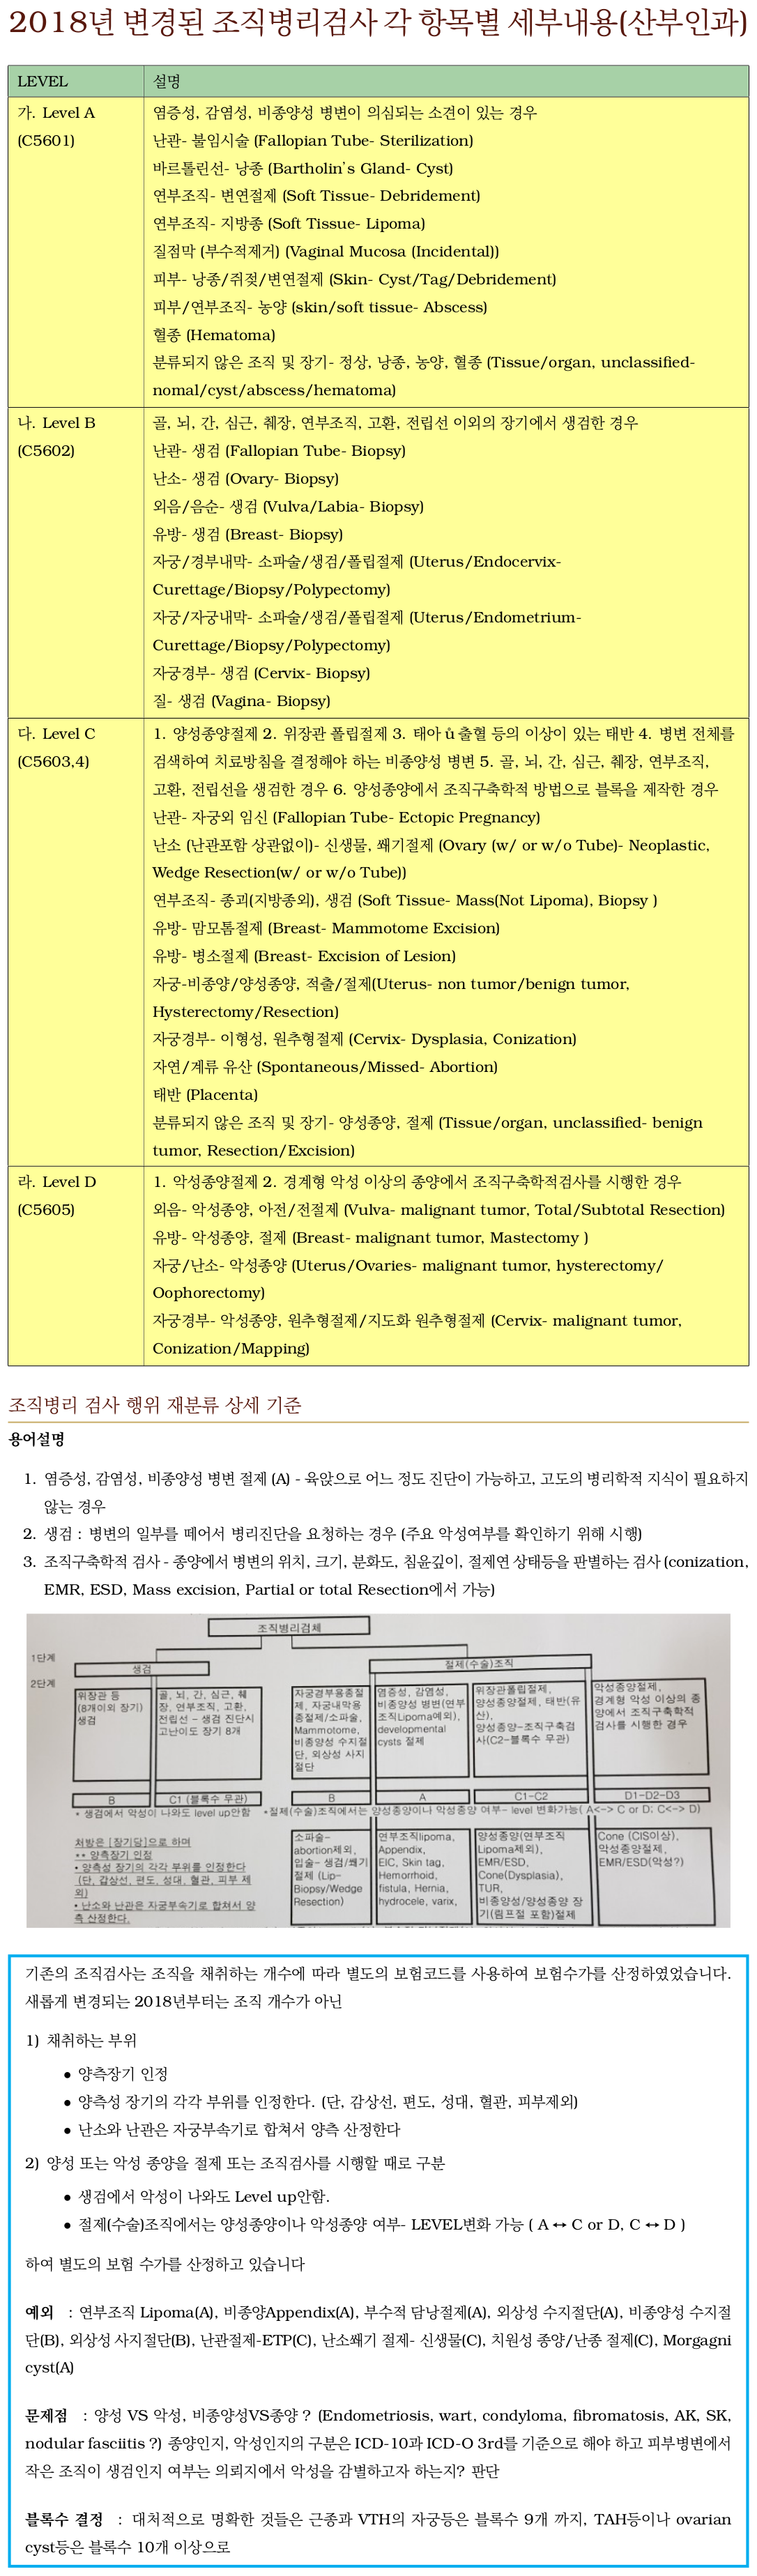 2018년 변경된 조직병리검사 각 항목별 세부내용(산부인과)
LEVEL 설명
가. Level A 염증성, 감염성, 비종양성 병변이 의심되는 소견이 있는 경우
(C5601) 난관- 불임시술 (Fallopian Tube- Sterilization)
바르톨린선- 낭종 (Bartholin's Gland- Cyst)
연부조직- 변연절제 (Soft Tissue- Debridement)
연부조직- 지방종 (Soft Tissue- Lipoma)
질점막 (부수적제거) (Vaginal Mucosa (Incidental))
피부- 낭종/쥐젖/변연절제 (Skin- Cyst/Tag/Debridement)
피부/연부조직- 농양 (skin/soft tissue- Abscess)
혈종 (Hematoma)
분류되지 않은 조직 및 장기- 정상, 낭종, 농양, 혈종 (Tissue/organ, unclassified-
nomal/cyst/abscess/hematoma)
나. Level B 골, 뇌, 간, 심근, 췌장, 연부조직, 고환, 전립선 이외의 장기에서 생검한 경우
(C5602) 난관- 생검 (Fallopian Tube- Biopsy)
난소- 생검 (Ovary- Biopsy)
외음/음순- 생검 (Vulva/Labia- Biopsy)
유방- 생검 (Breast- Biopsy)
자궁/경부내막- 소파술/생검/폴립절제 (Uterus/Endocervix-
Curettage/Biopsy/Polypectomy)
자궁/자궁내막- 소파술/생검/폴립절제 (Uterus/Endometrium-
Curettage/Biopsy/Polypectomy)
자궁경부- 생검 (Cervix- Biopsy)
질- 생검 (Vagina- Biopsy)
다. Level C 1. 양성종양절제 2. 위장관 폴립절제 3. 태아 ů출혈 등의 이상이 있는 태반 4. 병변 전체를
(C5603,4) 검색하여 치료방침을 결정해야 하는 비종양성 병변 5. 골, 뇌, 간, 심근, 췌장, 연부조직,
고환, 전립선을 생검한 경우 6. 양성종양에서 조직구축학적 방법으로 블록을 제작한 경우
난관- 자궁외 임신 (Fallopian Tube- Ectopic Pregnancy)
난소 (난관포함 상관없이)- 신생물, 쐐기절제 (Ovary (w/ or w/o Tube)- Neoplastic,
Wedge Resection(w/ or w/o Tube))
연부조직- 종괴(지방종외), 생검 (Soft Tissue- Mass(Not Lipoma), Biopsy )
유방- 맘모톰절제 (Breast- Mammotome Excision)
유방- 병소절제 (Breast- Excision of Lesion)
자궁-비종양/양성종양, 적출/절제(Uterus- non tumor/benign tumor,
Hysterectomy/Resection)
자궁경부- 이형성, 원추형절제 (Cervix- Dysplasia, Conization)
자연/계류 유산 (Spontaneous/Missed- Abortion)
태반 (Placenta)
분류되지 않은 조직 및 장기- 양성종양, 절제 (Tissue/organ, unclassified- benign
tumor, Resection/Excision)
라. Level D 1. 악성종양절제 2. 경계형 악성 이상의 종양에서 조직구축학적검사를 시행한 경우
(C5605) 외음- 악성종양, 아전/전절제 (Vulva- malignant tumor, Total/Subtotal Resection)
유방- 악성종양, 절제 (Breast- malignant tumor, Mastectomy )
자궁/난소- 악성종양 (Uterus/Ovaries- malignant tumor, hysterectomy/
Oophorectomy)
자궁경부- 악성종양, 원추형절제/지도화 원추형절제 (Cervix- malignant tumor,
Conization/Mapping)
조직병리 검사 행위 재분류 상세 기준
용어설명
1. 염증성, 감염성, 비종양성 병변 절제 (A) - 육안으로 어느 정도 진단이 가능하고, 고도의 병리학적 지식이 필요하지
않는 경우
2. 생검 : 병변의 일부를 떼어서 병리진단을 요청하는 경우 (주요 악성여부를 확인하기 위해 시행)
3. 조직구축학적 검사 - 종양에서 병변의 위치, 크기, 분화도, 침윤깊이, 절제연 상태등을 판별하는 검사 (conization,
EMR, ESD, Mass excision, Partial or total Resection에서 가능)
조직병리검체
1단계
생검
절제(수술)조직
2단계
위장관 등
(8개이외 장기)
생검
골, 뇌, 간, 심근, 췌
장, 연부조직, 고환,
전립선 - 생검 진단시
고난이도 장기 8개
자궁경부용종절
제, 자궁내막용
종절제/소파술,
Mammotome,
비종양성 수지절
단, 외상성 사지
절단
염증성, 감염성,
비종양성 병변(연부
조직Lipoma예외),
developmental
cysts 절제
위장관폴립절제,
양성종양절제, 태반(유
산),
양성종양-조직구축검
사(C2-블록수 무관)
악성종양절제,
경계형 악성 이상의 종
양에서 조직구축학적
검사를 시행한 경우
B
C1 (블록수 무관)
B
A
C1-C2
D1-D2-D3
* 생검에서 악성이 나와도 level up안함
*절제(수술)조직에서는 양성종양이나 악성종양 여부- level 변화가능( A<-> C or D; C<-> D)
처방은 [장기당]으로 하며
** 양측장기 인정
• 양측성 장기의 각각 부위를 인정한다
(단, 갑상선, 편도, 성대, 혈관, 피부 제
외)
• 난소와 난관은 자궁부속기로 합쳐서 양
측 산정한다.
소파술-
abortion제외,
입술- 생검/쐐기
절제 (Lip-
Biopsy/Wedge
Resection)
연부조직lipoma,
Appendix,
EIC, Skin tag,
Hemorrhoid,
fistula, Hernia,
hydrocele, varix,
양성종양(연부조직
Lipoma제외),
EMR/ESD,
Cone(Dysplasia),
TUR,
비종양성/양성종양 장
기(림프절 포함)절제
Cone (CIS이상),
악성종양절제,
EMR/ESD(악성?)
기존의 조직검사는 조직을 채취하는 개수에 따라 별도의 보험코드를 사용하여 보험수가를 산정하였었습니다.
새롭게 변경되는 2018년부터는 조직 개수가 아닌
1) 채취하는 부위
• 양측장기 인정
• 양측성 장기의 각각 부위를 인정한다. (단, 감상선, 편도, 성대, 혈관, 피부제외)
• 난소와 난관은 자궁부속기로 합쳐서 양측 산정한다
2) 양성 또는 악성 종양을 절제 또는 조직검사를 시행할 때로 구분
• 생검에서 악성이 나와도 Level up안함.
• 절제(수술)조직에서는 양성종양이나 악성종양 여부- LEVEL변화 가능 ( A ↔ C or D, C ↔ D )
하여 별도의 보험 수가를 산정하고 있습니다
예외 : 연부조직 Lipoma(A), 비종양Appendix(A), 부수적 담낭절제(A), 외상성 수지절단(A), 비종양성 수지절
단(B), 외상성 사지절단(B), 난관절제-ETP(C), 난소쐐기 절제- 신생물(C), 치원성 종양/난종 절제(C), Morgagni
cyst(A)
문제점 : 양성 VS 악성, 비종양성VS종양 ? (Endometriosis, wart, condyloma, fibromatosis, AK, SK,
nodular fasciitis ?) 종양인지, 악성인지의 구분은 ICD-10과 ICD-O 3rd를 기준으로 해야 하고 피부병변에서
작은 조직이 생검인지 여부는 의뢰지에서 악성을 감별하고자 하는지? 판단
블록수 결정 : 대처적으로 명확한 것들은 근종과 VTH의 자궁등은 블록수 9개 까지, TAH등이나 ovarian
cyst등은 블록수 10개 이상으로